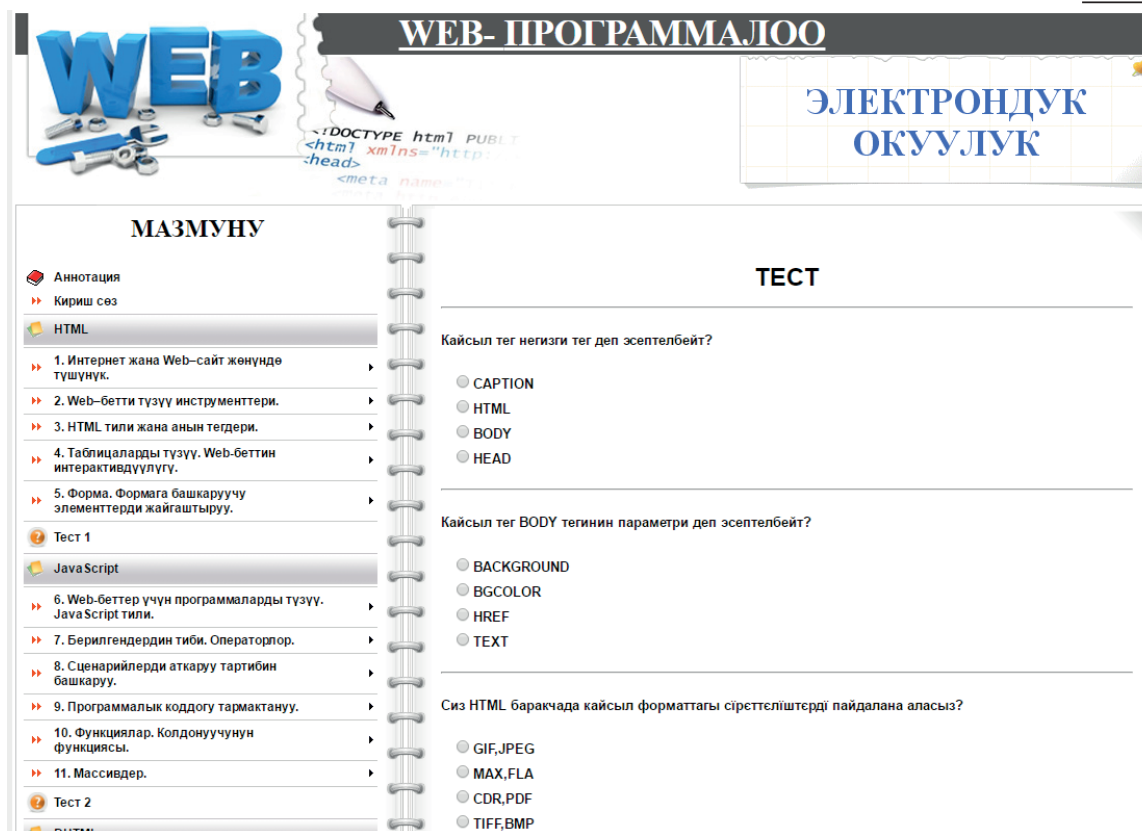 WEB
WEB- ПРОГРАММАЛОО
<!DOCTYPE html PUBL
<html xmlns="http:
<head>
<meta name=
ЭЛЕКТРОНДУК
ОКУУЛУК
МАЗМУНУ
Аннотация
Кириш сөз
HTML
1. Интернет жана Web–сайт жөнүндө
түшүнүк.
2. Web–бетти түзүү инструменттери.
3. HTML тили жана анын тегдери.
4. Таблицаларды түзүү. Web-беттин
интерактивдүүлүгү.
5. Форма. Формага башкаруучу
элементтерди жайгаштыруу.
Тест 1
JavaScript
6. Web-беттер үчүн программаларды түзүү.
JavaScript тили.
7. Берилгендердин тиби. Операторлор.
8. Сценарийлерди аткаруу тартибин
башкаруу.
9. Программалык коддогу тармактануу.
10. Функциялар. Колдонуучунун
функциясы.
11. Массивдер.
Тест 2
DHTML
ТЕСТ
Кайсыл тег негизги тег деп эсептелбейт?
CAPTION
HTML
BODY
HEAD
Кайсыл тег BODY тегинин параметри деп эсептелбейт?
BACKGROUND
BGCOLOR
HREF
TEXT
Сиз HTML баракчада кайсыл форматтагы сїрєттєлїштєрдї пайдалана аласыз?
GIF,JPEG
MAX,FLA
CDR,PDF
TIFF,BMP